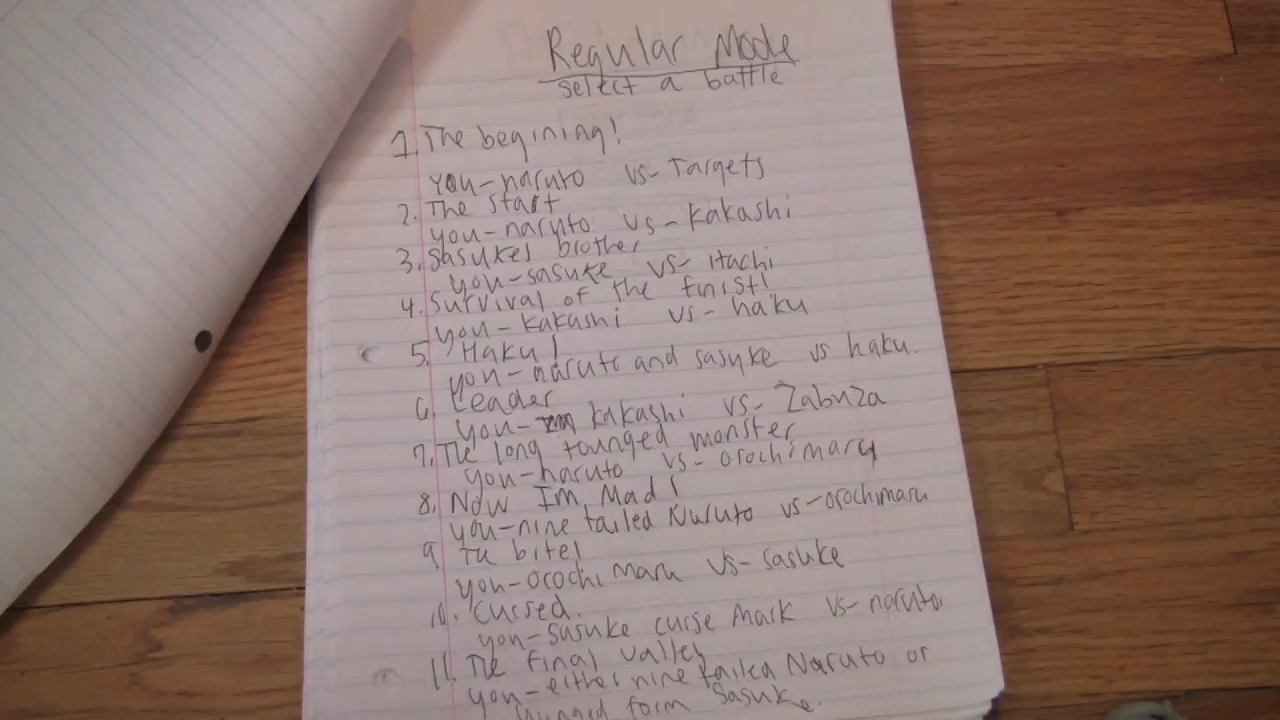 Regular Mode
select a battle
1. The begining!
you-naruto vs-Targets
2. The start
you-naruto vs-kakashi
3. sasukes brother
you-sasuke vs-itachi
4. Survival of the finist!
you-kakashi vs-haku
5. Haku!
you-naruto and sasuke vs haku.
6. Leader
you- kakashi vs-Zabuza
7. The long tounged monster
you-naruto vs-orochimaru
8. Now Im Mad!
you-nine tailed Naruto vs-orochimaru
9. The bite!
you-orochimaru vs-sasuke
10. Cursed.
you-sasuke curse mark vs-naruto.
11. The final valley
you-either nine tailed Naruto or
form Sasuke.